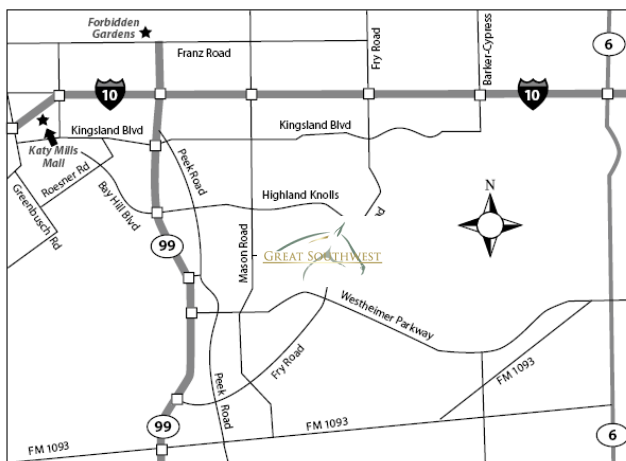 Forbidden
Gardens
Franz Road
Fry Road
Barker-Cypress
6
10
10
Kingsland Blvd
Kingsland Blvd
Katy Mills
Mall
Roesner Rd
Greenbusch Rd
Bay Hill Blvd
Peek Road
Highland Knolls
N
99
Mason Road
GREAT SOUTHWEST
Westheimer Parkway
Fry Road
Peek Road
FM 1093
99
FM 1093
FM 1093
6